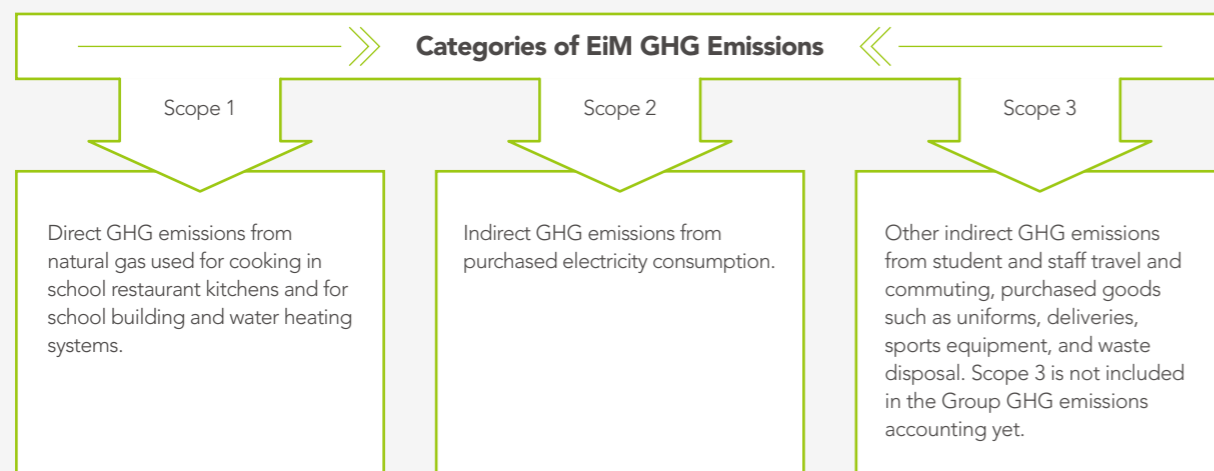 Categories of EiM GHG Emissions
Scope 1
Scope 2
Scope 3
Direct GHG emissions from
natural gas used for cooking in
school restaurant kitchens and for
school building and water heating
systems.
Indirect GHG emissions from
purchased electricity consumption.
Other indirect GHG emissions
from student and staff travel and
commuting, purchased goods
such as uniforms, deliveries,
sports equipment, and waste
disposal. Scope 3 is not included
in the Group GHG emissions
accounting yet.